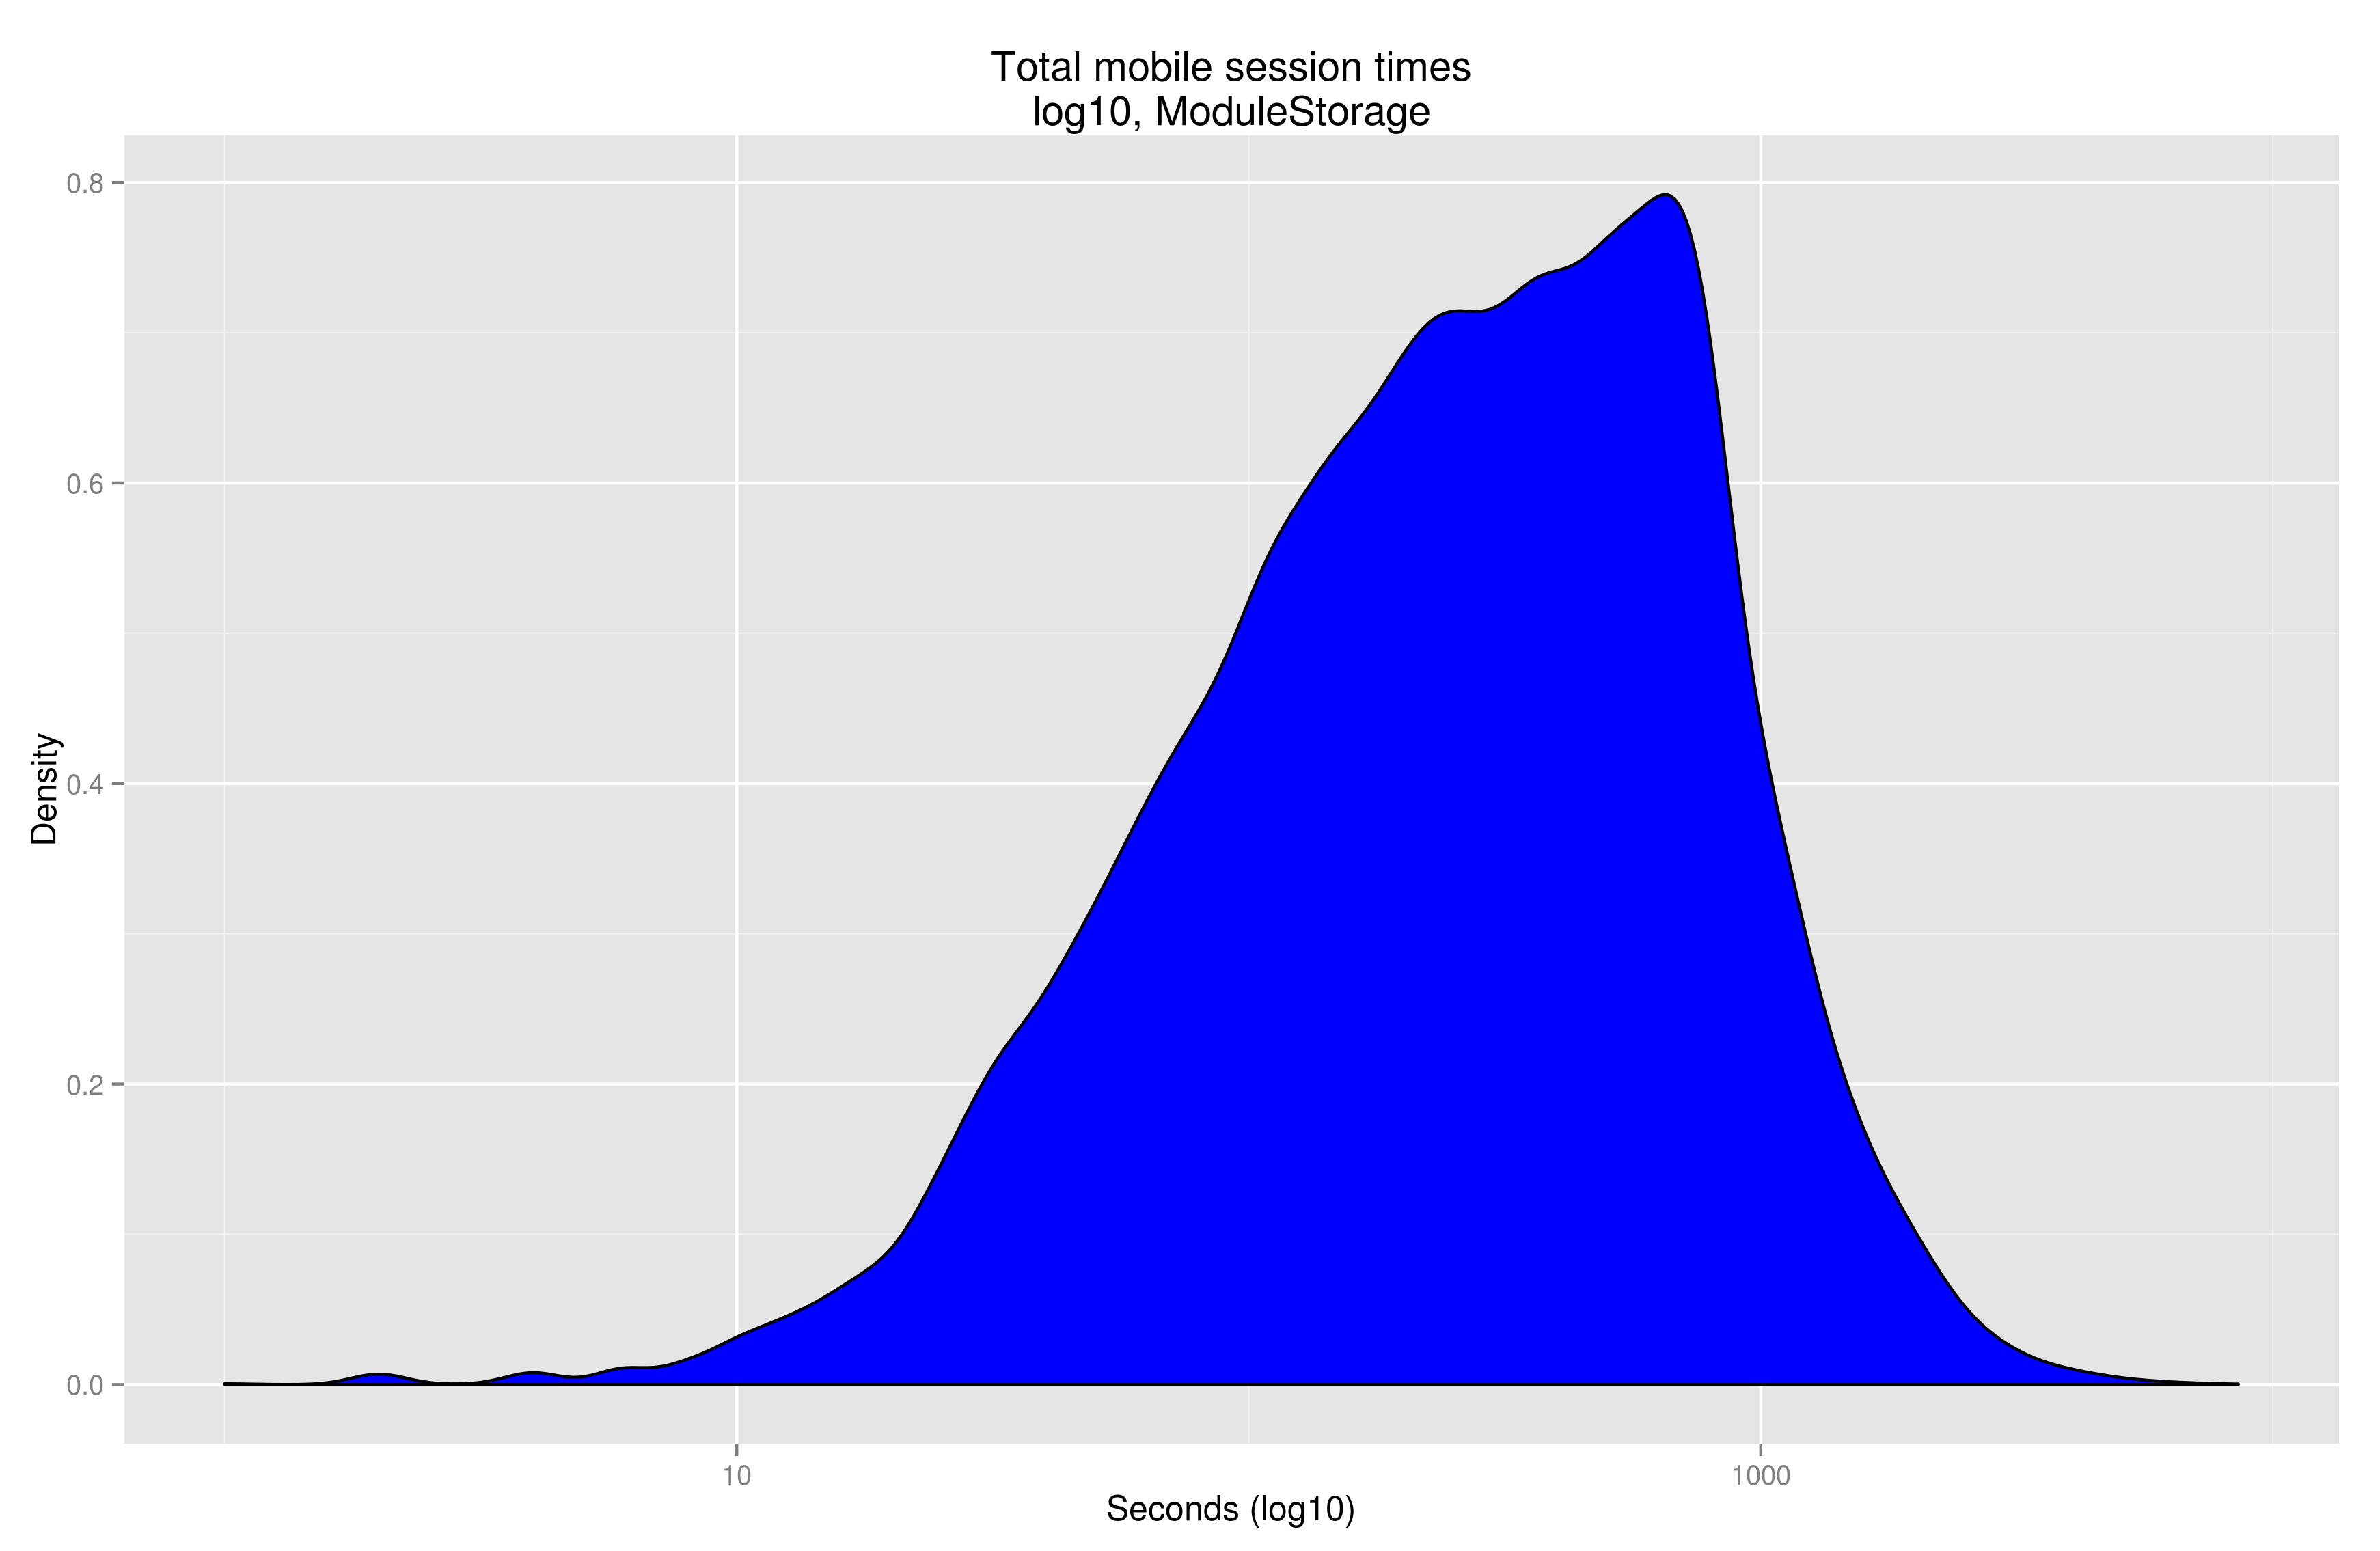 Total mobile session times
log10, ModuleStorage
Density
0.8
0.6
0.4
0.2
0.0
10
1000
Seconds (log10)